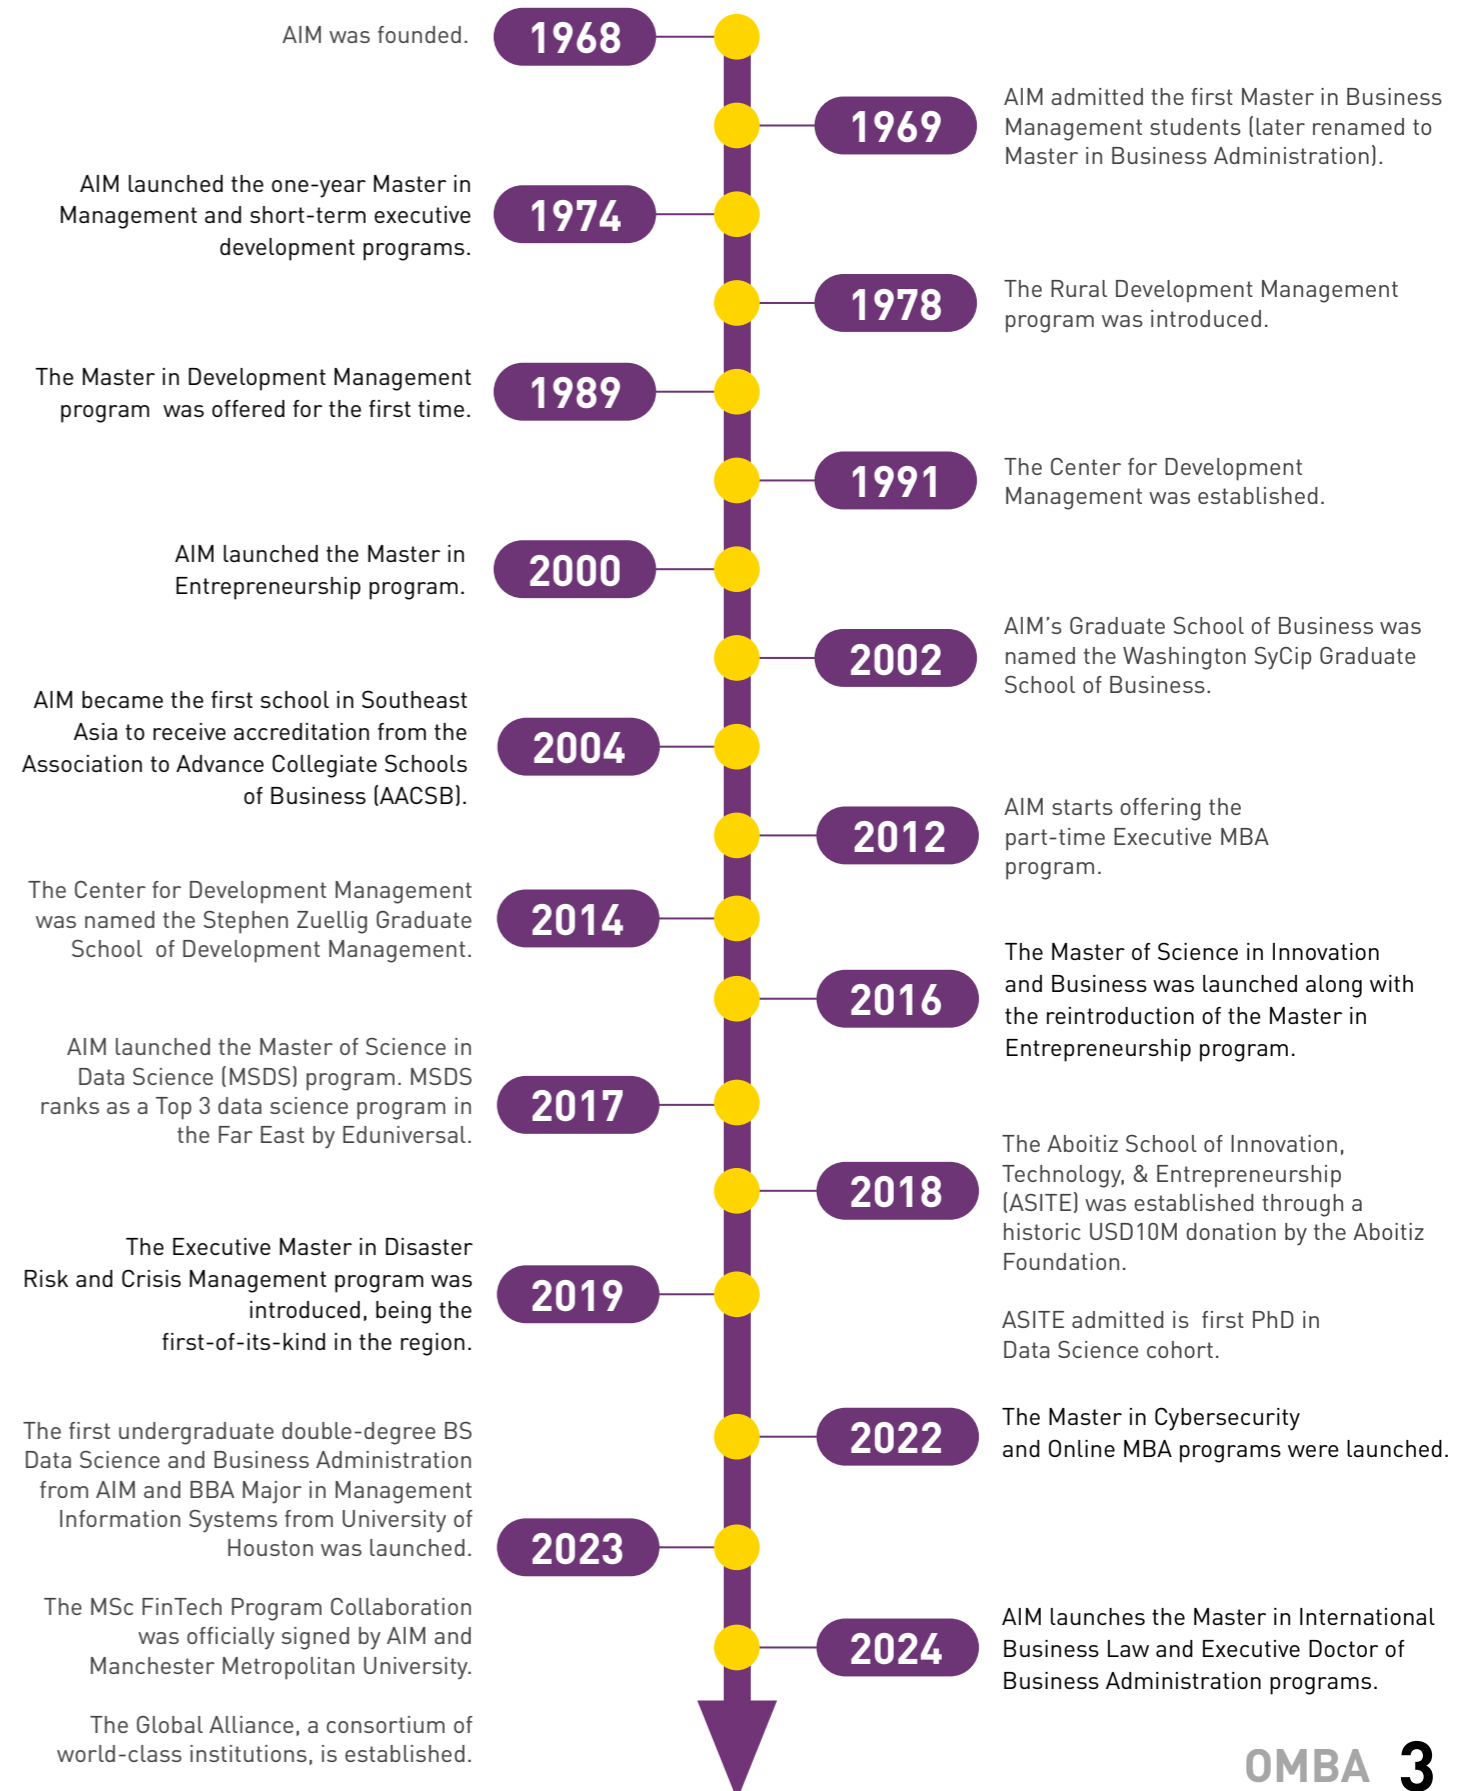 AIM was founded.
1968
1969
AIM admitted the first Master in Business
Management students (later renamed to
Master in Business Administration).
AIM launched the one-year Master in
Management and short-term executive
development programs.
1974
1978
The Rural Development Management
program was introduced.
The Master in Development Management
program was offered for the first time.
1989
1991
The Center for Development
Management was established.
AIM launched the Master in
Entrepreneurship program.
2000
2002
AIM's Graduate School of Business was
named the Washington SyCip Graduate
School of Business.
AIM became the first school in Southeast
Asia to receive accreditation from the
Association to Advance Collegiate Schools
of Business (AACSB).
2004
2012
AIM starts offering the
part-time Executive MBA
program.
The Center for Development Management
was named the Stephen Zuellig Graduate
School of Development Management.
2014
2016
The Master of Science in Innovation
and Business was launched along with
the reintroduction of the Master in
Entrepreneurship program.
AIM launched the Master of Science in
Data Science (MSDS) program. MSDS
ranks as a Top 3 data science program in
the Far East by Eduniversal.
2017
2018
The Aboitiz School of Innovation,
Technology, & Entrepreneurship
(ASITE) was established through a
historic USD10M donation by the Aboitiz
Foundation.
ASITE admitted is first PhD in
Data Science cohort.
The Executive Master in Disaster
Risk and Crisis Management program was
introduced, being the
first-of-its-kind in the region.
2019
2022
The Master in Cybersecurity
and Online MBA programs were launched.
The first undergraduate double-degree BS
Data Science and Business Administration
from AIM and BBA Major in Management
Information Systems from University of
Houston was launched.
2023
The MSc FinTech Program Collaboration
was officially signed by AIM and
Manchester Metropolitan University.
The Global Alliance, a consortium of
world-class institutions, is established.
2024
AIM launches the Master in International
Business Law and Executive Doctor of
Business Administration programs.
OMBA 3